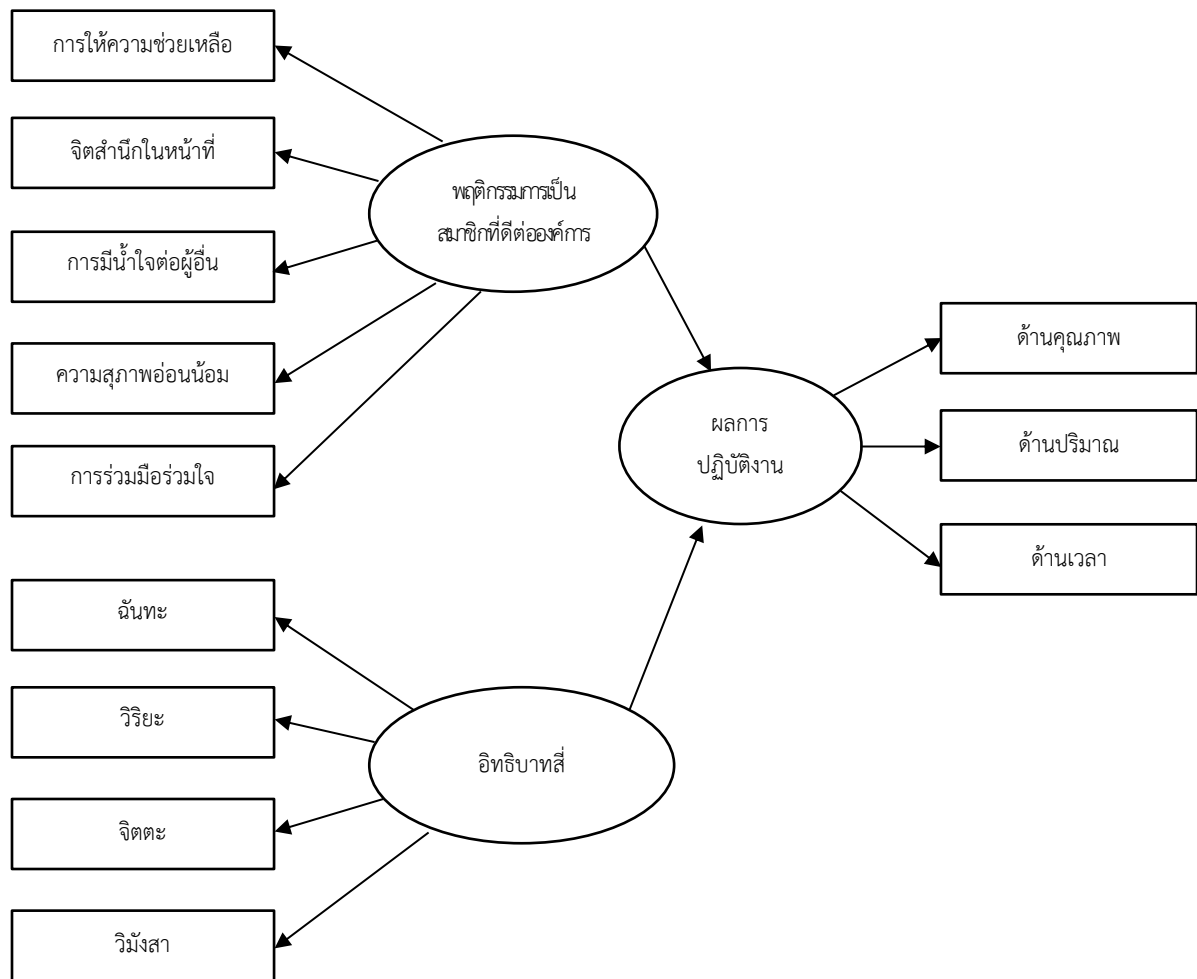 การให้ความช่วยเหลือ
จิตสำนึกในหน้าที่
การมีน้ำใจต่อผู้อื่น
ความสุภาพอ่อนน้อม
การร่วมมือร่วมใจ
พฤติกรรมการเป็น
สมาชิกที่ดีต่อองค์การ
ผลการ
ปฏิบัติงาน
ด้านคุณภาพ
ด้านปริมาณ
ด้านเวลา
ฉันทะ
วิริยะ
จิตตะ
วิมังสา
อิทธิบาทสี่